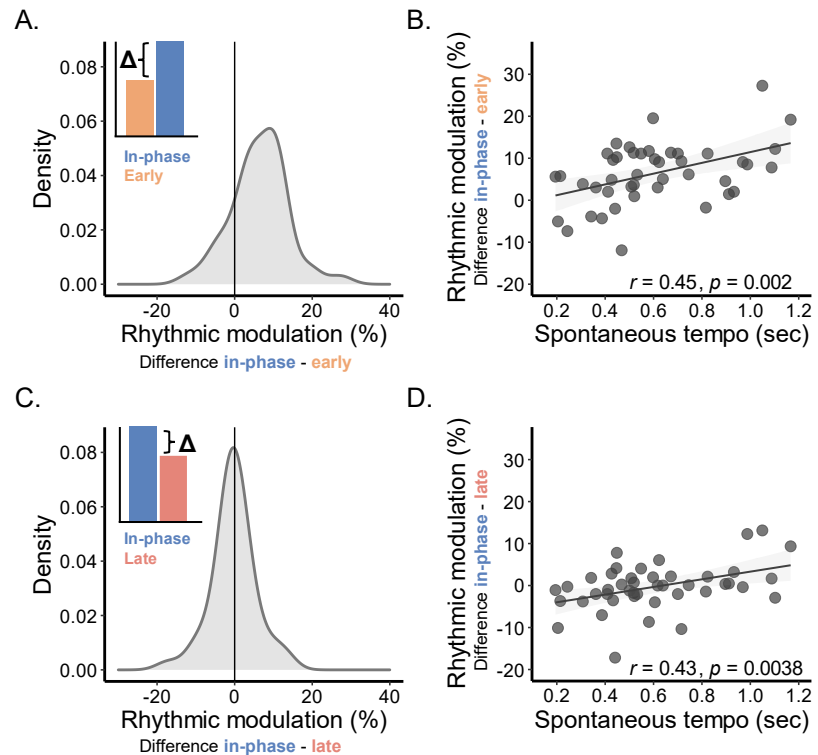 A.
Δ
In-phase
Early
0.08
0.06
0.04
0.02
0.00
Density
-20 0 20 40
Rhythmic modulation (%)
Difference in-phase - early
B.
Rhythmic modulation (%)
Difference in-phase - early
30
20
10
0
-10
-20
r = 0.45, p = 0.002
0.2 0.4 0.6 0.8 1.0 1.2
Spontaneous tempo (sec)
C.
Δ
In-phase
Late
0.08
0.06
0.04
0.02
0.00
Density
-20 0 20 40
Rhythmic modulation (%)
Difference in-phase - late
D.
Rhythmic modulation (%)
Difference in-phase - late
30
20
10
0
-10
-20
r = 0.43, p = 0.0038
0.2 0.4 0.6 0.8 1.0 1.2
Spontaneous tempo (sec)